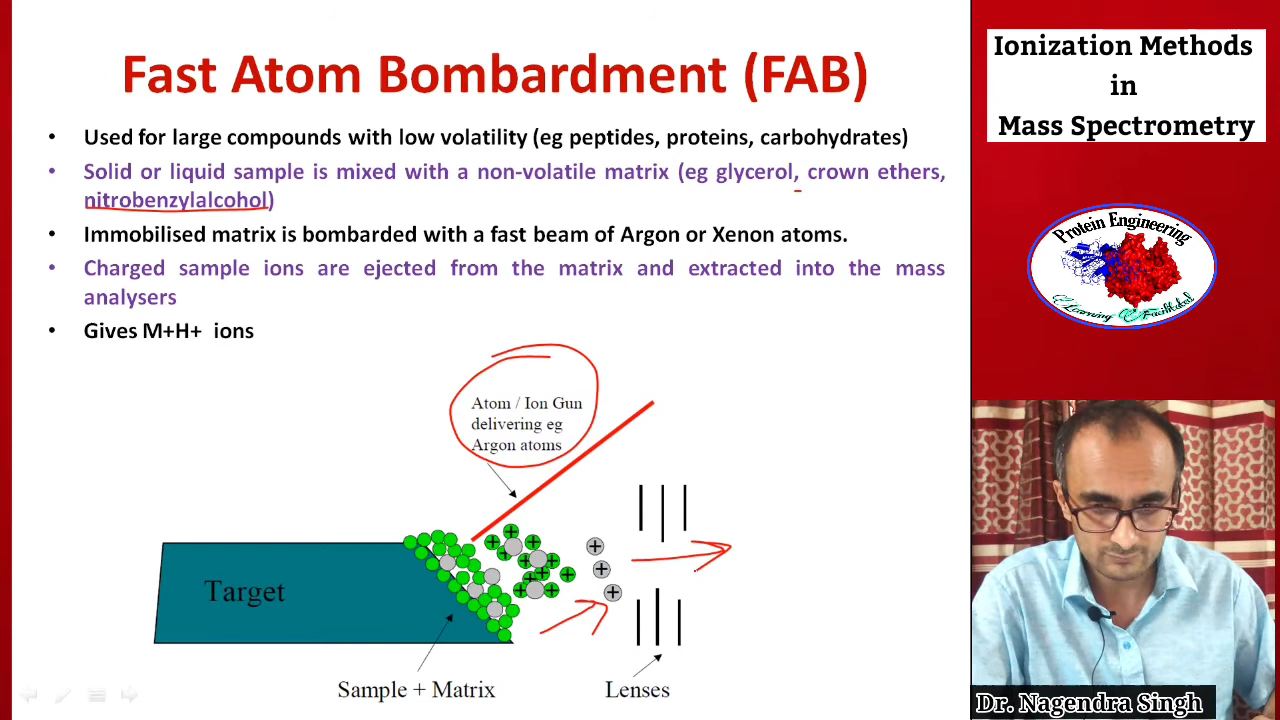 Fast Atom Bombardment (FAB)
• Used for large compounds with low volatility (eg peptides, proteins, carbohydrates)
• Solid or liquid sample is mixed with a non-volatile matrix (eg glycerol, crown ethers,
nitrobenzylalcohol)
• Immobilised matrix is bombarded with a fast beam of Argon or Xenon atoms.
• Charged sample ions are ejected from the matrix and extracted into the mass
analysers
• Gives M+H+ ions
Atom / Ion Gun
delivering eg
Argon atoms
Target
Sample + Matrix
Lenses
Ionization Methods
in
Mass Spectrometry
Protein Engineering
Learning Facilitated
Dr. Nagendra Singh